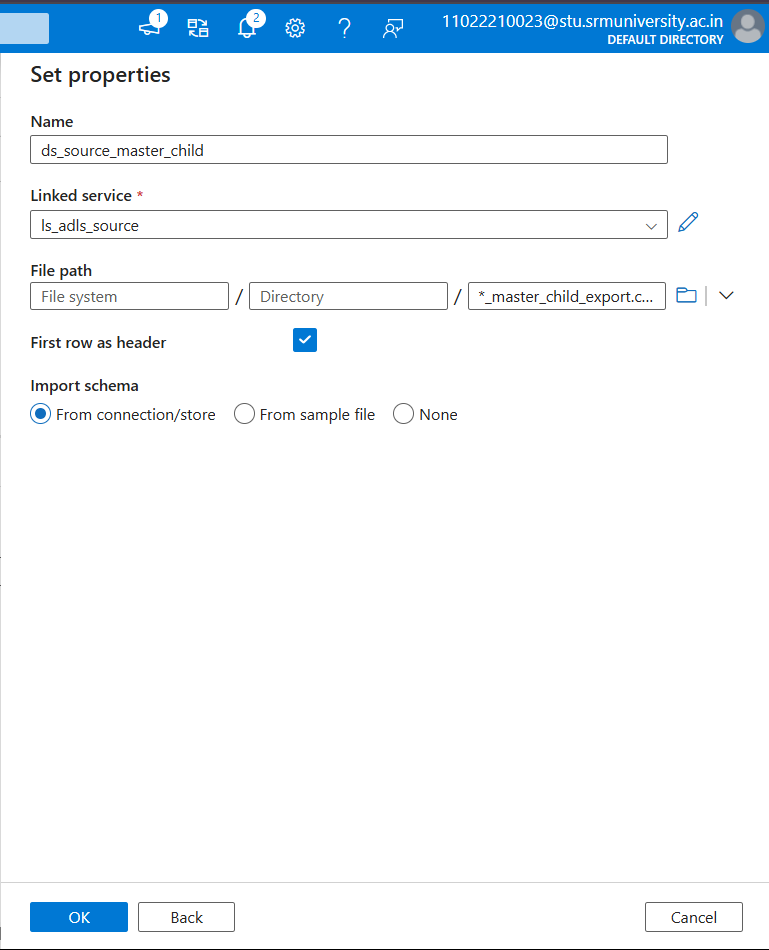 1
2
11022210023@stu.srmuniversity.ac.in
DEFAULT DIRECTORY
Set properties
Name
ds_source_master_child
Linked service *
ls_adls_source
File path
File system / Directory / *_master_child_export.c...
First row as header
Import schema
From connection/store From sample file None
OK Back Cancel